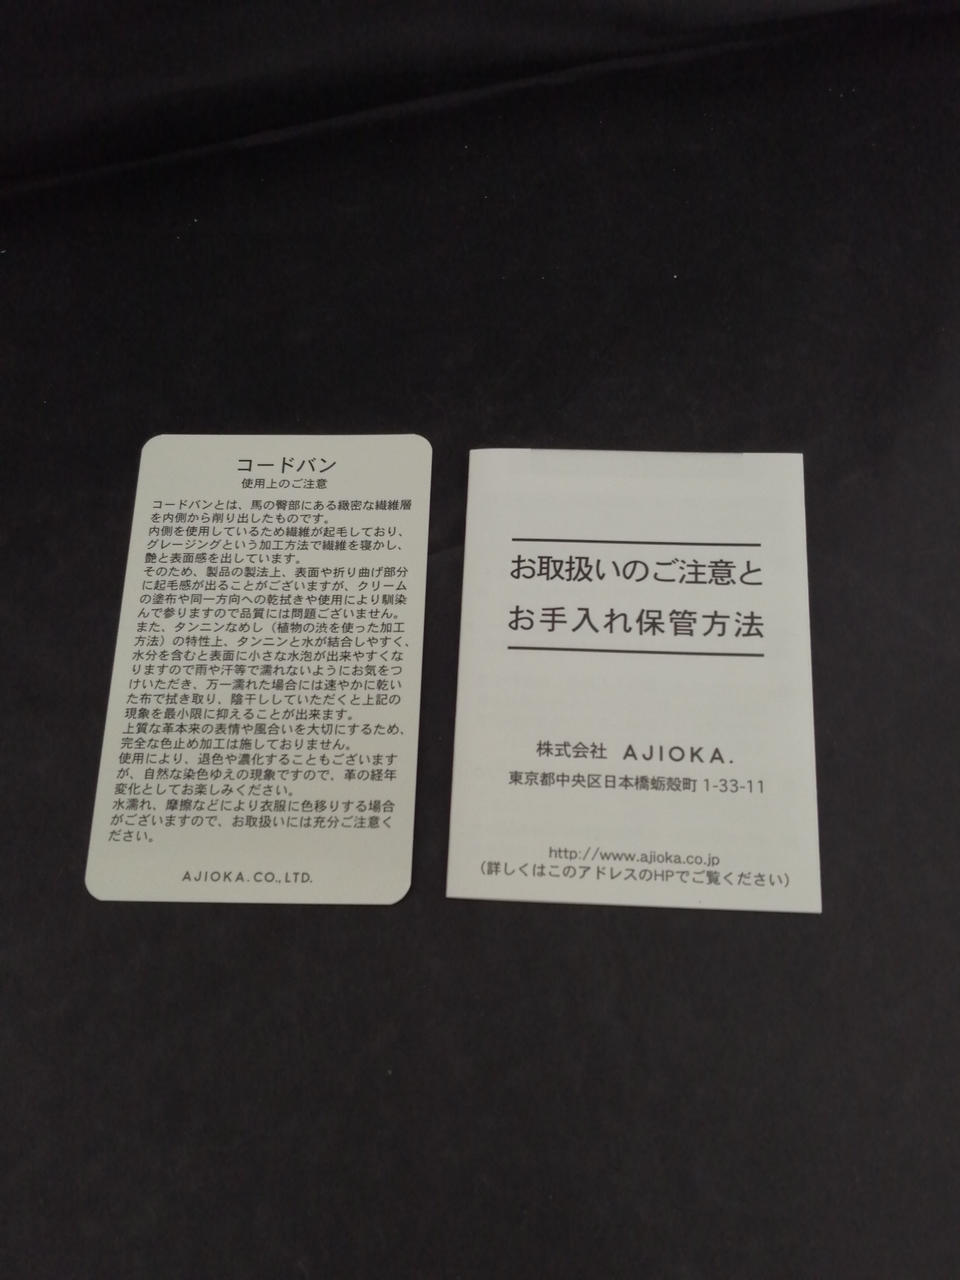 コードバン
使用上のご注意
コードバンとは、馬の臀部にある緻密な繊維層
を内側から削り出したものです。
内側を使用しているため繊維が起毛しており、
グレージングという加工方法で繊維を寝かし、
艶と表面感を出しています。
そのため、製品の製法上、表面や折り曲げ部分
に起毛感が出ることがございますが、クリーム
の塗布や同一方向への乾拭きや使用により馴染
んで参りますので品質には問題ございません。
また、タンニンなめし（植物の渋を使った加工
方法）の特性上、タンニンと水が結合しやすく、
水分を含むと表面に小さな水泡が出来やすくな
りますので雨や汗等で濡れないようにお気をつ
けいただき、万一濡れた場合には速やかに乾い
た布で拭き取り、陰干ししていただくと上記の
現象を最小限に抑えることが出来ます。
上質な革本来の表情や風合いを大切にするため、
完全な色止め加工は施しておりません。
使用により、退色や濃化することもございます
が、自然な染色ゆえの現象ですので、革の経年
変化としてお楽しみください。
水濡れ、摩擦などにより衣服に色移りする場合
がございますので、お取扱いには充分ご注意く
ださい。
AJIOKA.CO.,LTD.
お取扱いのご注意と
お手入れ保管方法
株式会社 AJIOKA.
東京都中央区日本橋蛎殻町 1-33-11
http://www.ajioka.co.jp
（詳しくはこのアドレスのHPでご覧ください）